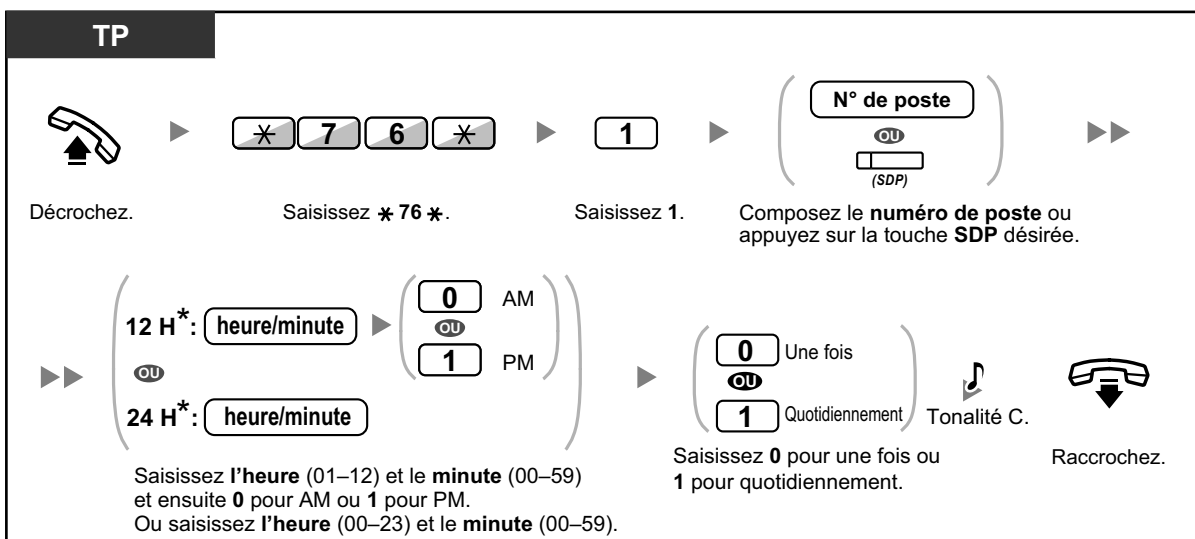 TP
N° de poste
OU
(SDP)
* 7 6 *
1
Décrochez.
Saisissez * 76 *.
Saisissez 1.
Composez le numéro de poste ou
appuyez sur la touche SDP désirée.
12 H*: heure/minute
0 AM
OU
1 PM
OU
24 H*: heure/minute
Saisissez l'heure (01–12) et le minute (00–59)
et ensuite 0 pour AM ou 1 pour PM.
Ou saisissez l'heure (00–23) et le minute (00–59).
0 Une fois
OU
1 Quotidiennement
Saisissez 0 pour une fois ou
1 pour quotidiennement.
Tonalité C.
Raccrochez.